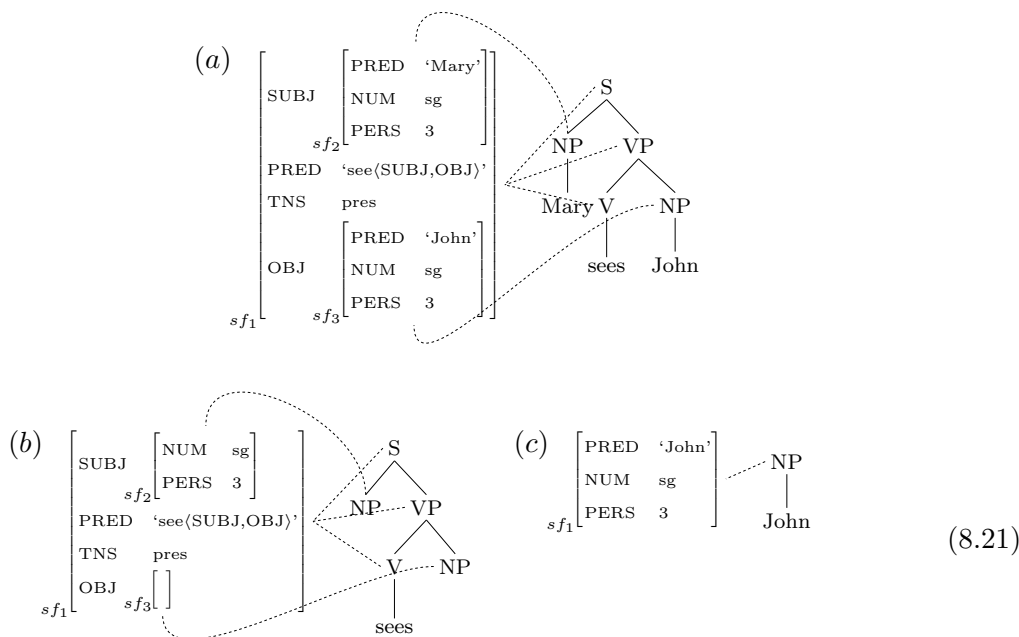 (a)
SUBJ
PRED ‘Mary’
NUM sg
PERS 3
sf2
PRED ‘see⟨SUBJ,OBJ⟩’
TNS pres
OBJ
PRED ‘John’
NUM sg
PERS 3
sf3
sf1
S
NP VP
Mary V NP
sees John
(b)
SUBJ
NUM sg
PERS 3
sf2
PRED ‘see⟨SUBJ,OBJ⟩’
TNS pres
OBJ
sf3
sf1
S
NP VP
V NP
sees
(c)
PRED ‘John’
NUM sg
PERS 3
sf1
NP
John
(8.21)